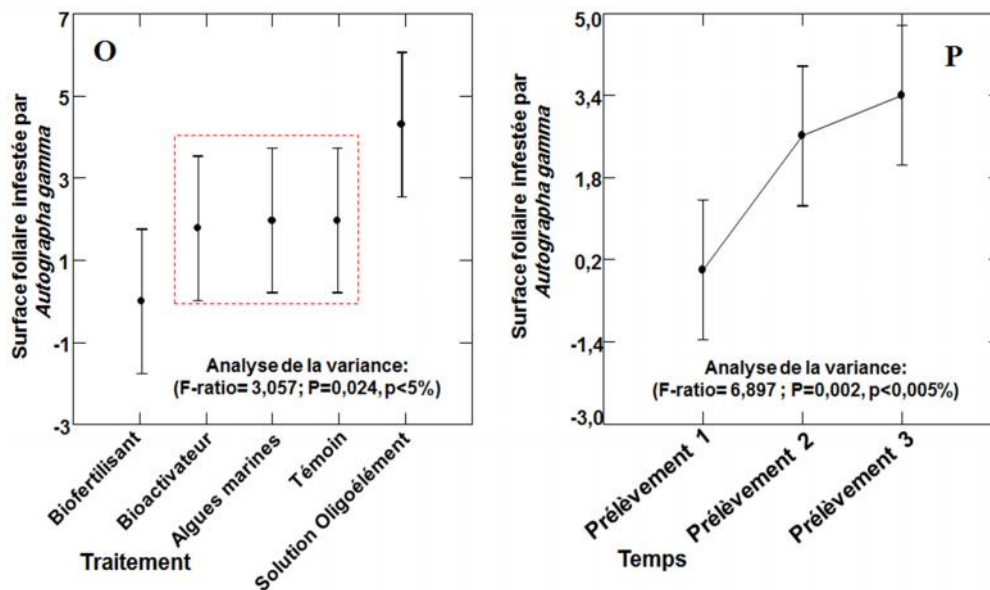 O
Surface foliaire infestée par
Autographa gamma
7
5
3
1
-1
-3
Analyse de la variance:
(F-ratio= 3,057; P=0,024, p<5%)
Biofertilisant
Bioactivateur
Algues marines
Témoin
Solution Oligoélément
Traitement
P
Surface foliaire infestée par
Autographa gamma
5,0
3,4
1,8
0,2
-1,4
-3,0
Analyse de la variance:
(F-ratio= 6,897 ; P=0,002, p<0,005%)
Prélèvement 1
Prélèvement 2
Prélèvement 3
Temps